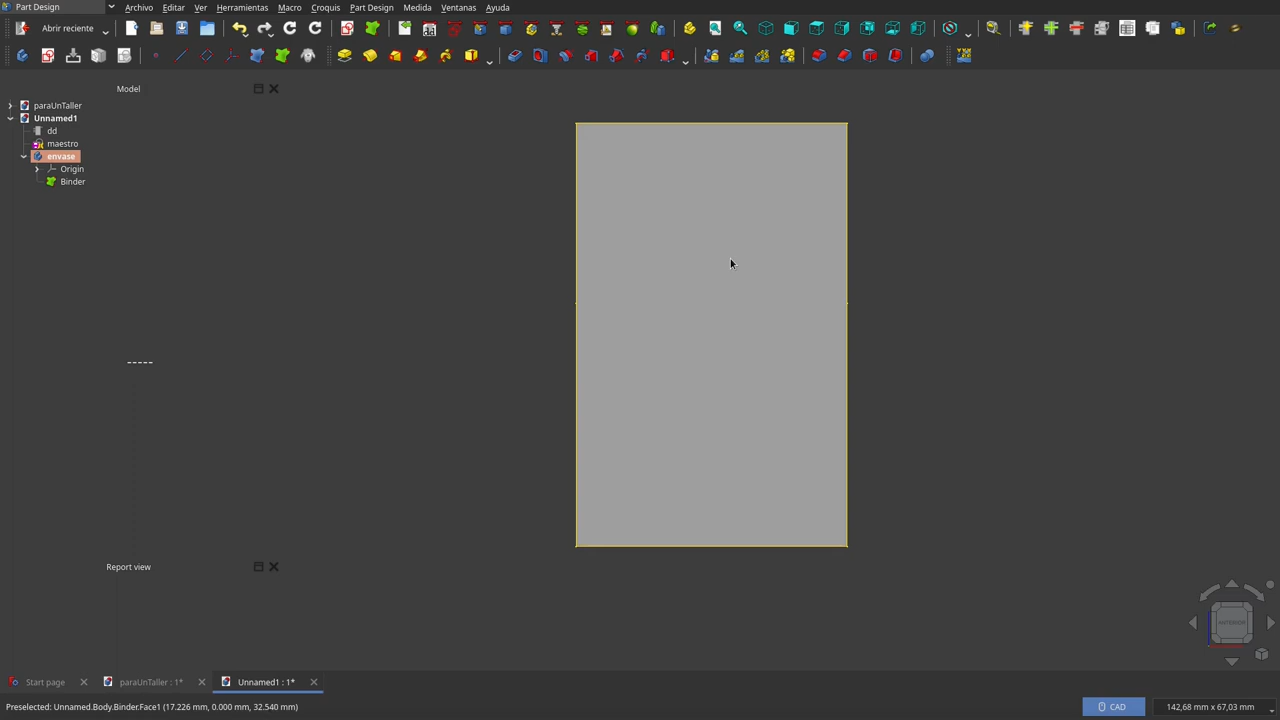 Part Design
Archivo Editar Ver Herramientas Macro Croquis Part Design Medida Ventanas Ayuda
Abrir reciente
Model
paraUnTaller
Unnamed1
dd
maestro
envase
Origin
Binder
Report view
ANTERIOR
Start page
paraUnTaller : 1*
Unnamed1 : 1*
Preselected: Unnamed.Body.Binder.Face1 (17.226 mm, 0.000 mm, 32.540 mm)
CAD
142,68 mm x 67,03 mm